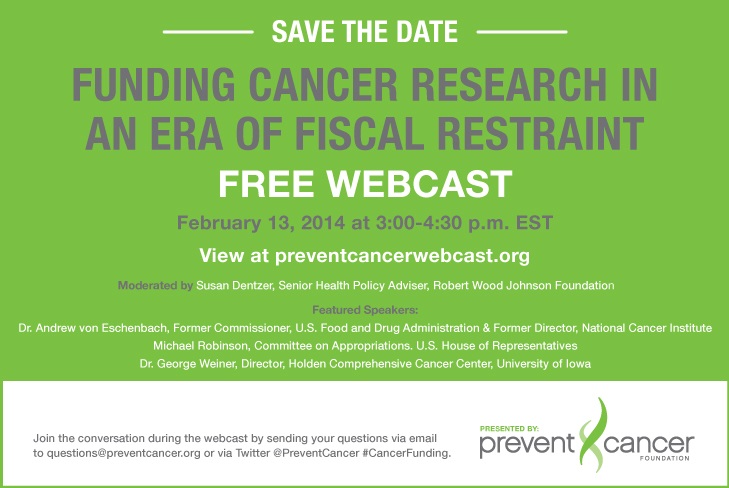 SAVE THE DATE
FUNDING CANCER RESEARCH IN
AN ERA OF FISCAL RESTRAINT
FREE WEBCAST
February 13, 2014 at 3:00-4:30 p.m. EST
View at preventcancerwebcast.org
Moderated by Susan Dentzer, Senior Health Policy Adviser, Robert Wood Johnson Foundation
Featured Speakers:
Dr. Andrew von Eschenbach, Former Commissioner, U.S. Food and Drug Administration & Former Director, National Cancer Institute
Michael Robinson, Committee on Appropriations. U.S. House of Representatives
Dr. George Weiner, Director, Holden Comprehensive Cancer Center, University of Iowa
Join the conversation during the webcast by sending your questions via email
to questions@preventcancer.org or via Twitter @PreventCancer #CancerFunding.
PRESENTED BY:
prevent cancer
FOUNDATION